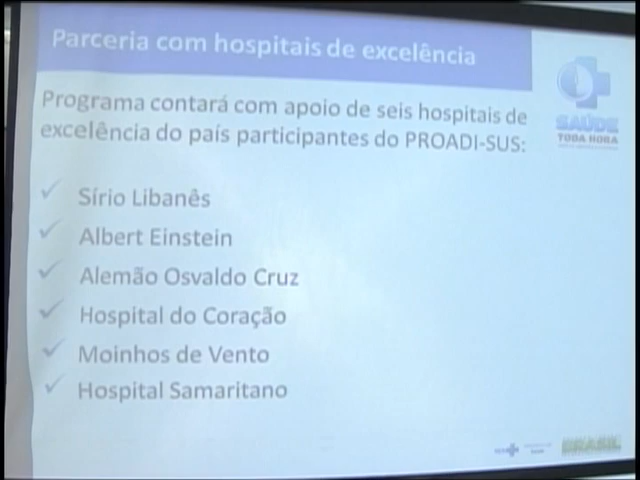 Parceria com hospitais de excelência
SAÚDE
TODA HORA
Programa contará com apoio de seis hospitais de
excelência do país participantes do PROADI-SUS:
Sírio Libanês
Albert Einstein
Alemão Osvaldo Cruz
Hospital do Coração
Moinhos de Vento
Hospital Samaritano
BRASIL